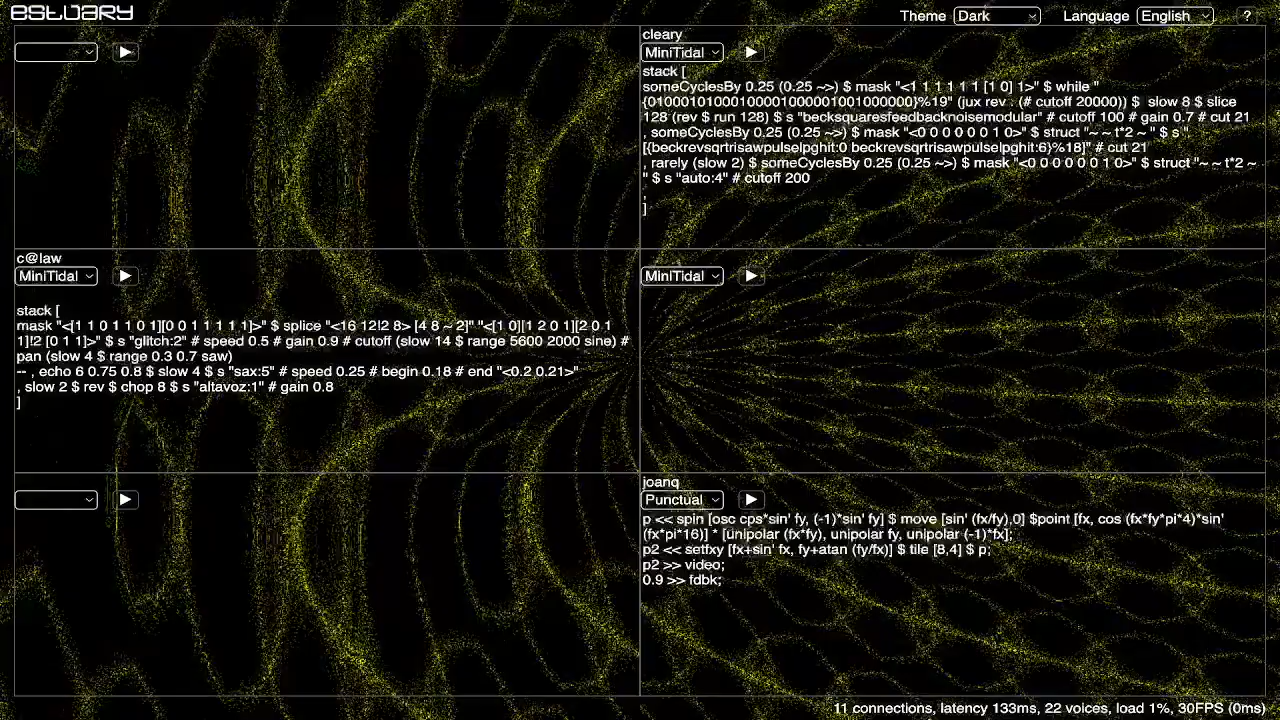 estuary
Theme Dark Language English ?
cleary
MiniTidal
stack [
someCyclesBy 0.25 (0.25 ~>) $ mask "<1 1 1 1 1 1 [1 0] 1>" $ while "
{0100010100010000100000100100000​0}%19" (jux rev . (# cutoff 20000)) $  slow 8 $ slice
128 (rev $ run 128) $ s "becksquaresfeedbacknoisemodular" # cutoff 100 # gain 0.7 # cut 21
, someCyclesBy 0.25 (0.25 ~>) $ mask "<0 0 0 0 0 0 1 0>" $ struct "~ ~ t*2 ~ " $ s "
[{beckrevsqrtrisawpulselpghit:0 beckrevsqrtrisawpulselpghit:6}%18]" # cut 21
, rarely (slow 2) $ someCyclesBy 0.25 (0.25 ~>) $ mask "<0 0 0 0 0 0 1 0>" $ struct "~ ~ t*2 ~
" $ s "auto:4" # cutoff 200
]
c@law
MiniTidal
stack [
mask "<[1 1 0 1 1 0 1][0 0 1 1 1 1 1]>" $ splice "<16 12!2 8> [4 8 ~ 2]" "<[1 0][1 2 0 1][2 0 1
1]!2 [0 1 1]>" $ s "glitch:2" # speed 0.5 # gain 0.9 # cutoff (slow 14 $ range 5600 2000 sine) #
pan (slow 4 $ range 0.3 0.7 saw)
-- , echo 6 0.75 0.8 $ slow 4 $ s "sax:5" # speed 0.25 # begin 0.18 # end "<0.2 0.21>"
, slow 2 $ rev $ chop 8 $ s "altavoz:1" # gain 0.8
]
MiniTidal
joanq
Punctual
p << spin [osc cps*sin' fy, (-1)*sin' fy] $ move [sin' (fx/fy),0] $point [fx, cos (fx*fy*pi*4)*sin'
(fx*pi*16)] * [unipolar (fx*fy), unipolar fy, unipolar (-1)*fx];
p2 << setfxy [fx+sin' fx, fy+atan (fy/fx)] $ tile [8,4] $ p;
p2 >> video;
0.9 >> fdbk;
11 connections, latency 133ms, 22 voices, load 1%, 30FPS (0ms)